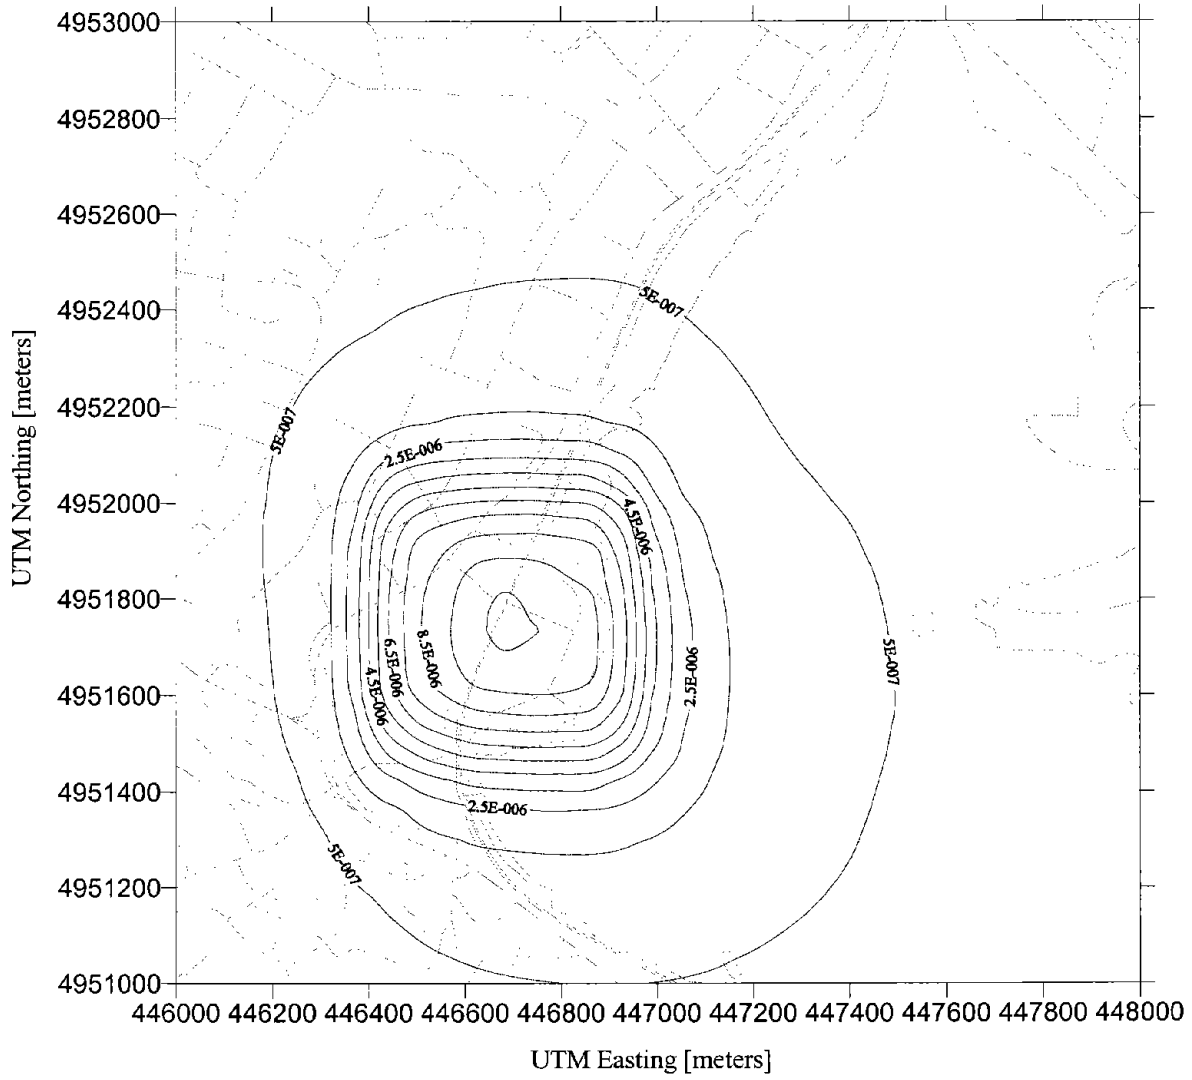 4953000
4952800
4952600
4952400
4952200
4952000
4951800
4951600
4951400
4951200
4951000
UTM Northing [meters]
5E-007
5E-007
2.5E-006
4.5E-006
8.5E-006
6.5E-006
4.5E-006
2.5E-006
5E-007
2.5E-006
5E-007
446000 446200 446400 446600 446800 447000 447200 447400 447600 447800 448000
UTM Easting [meters]